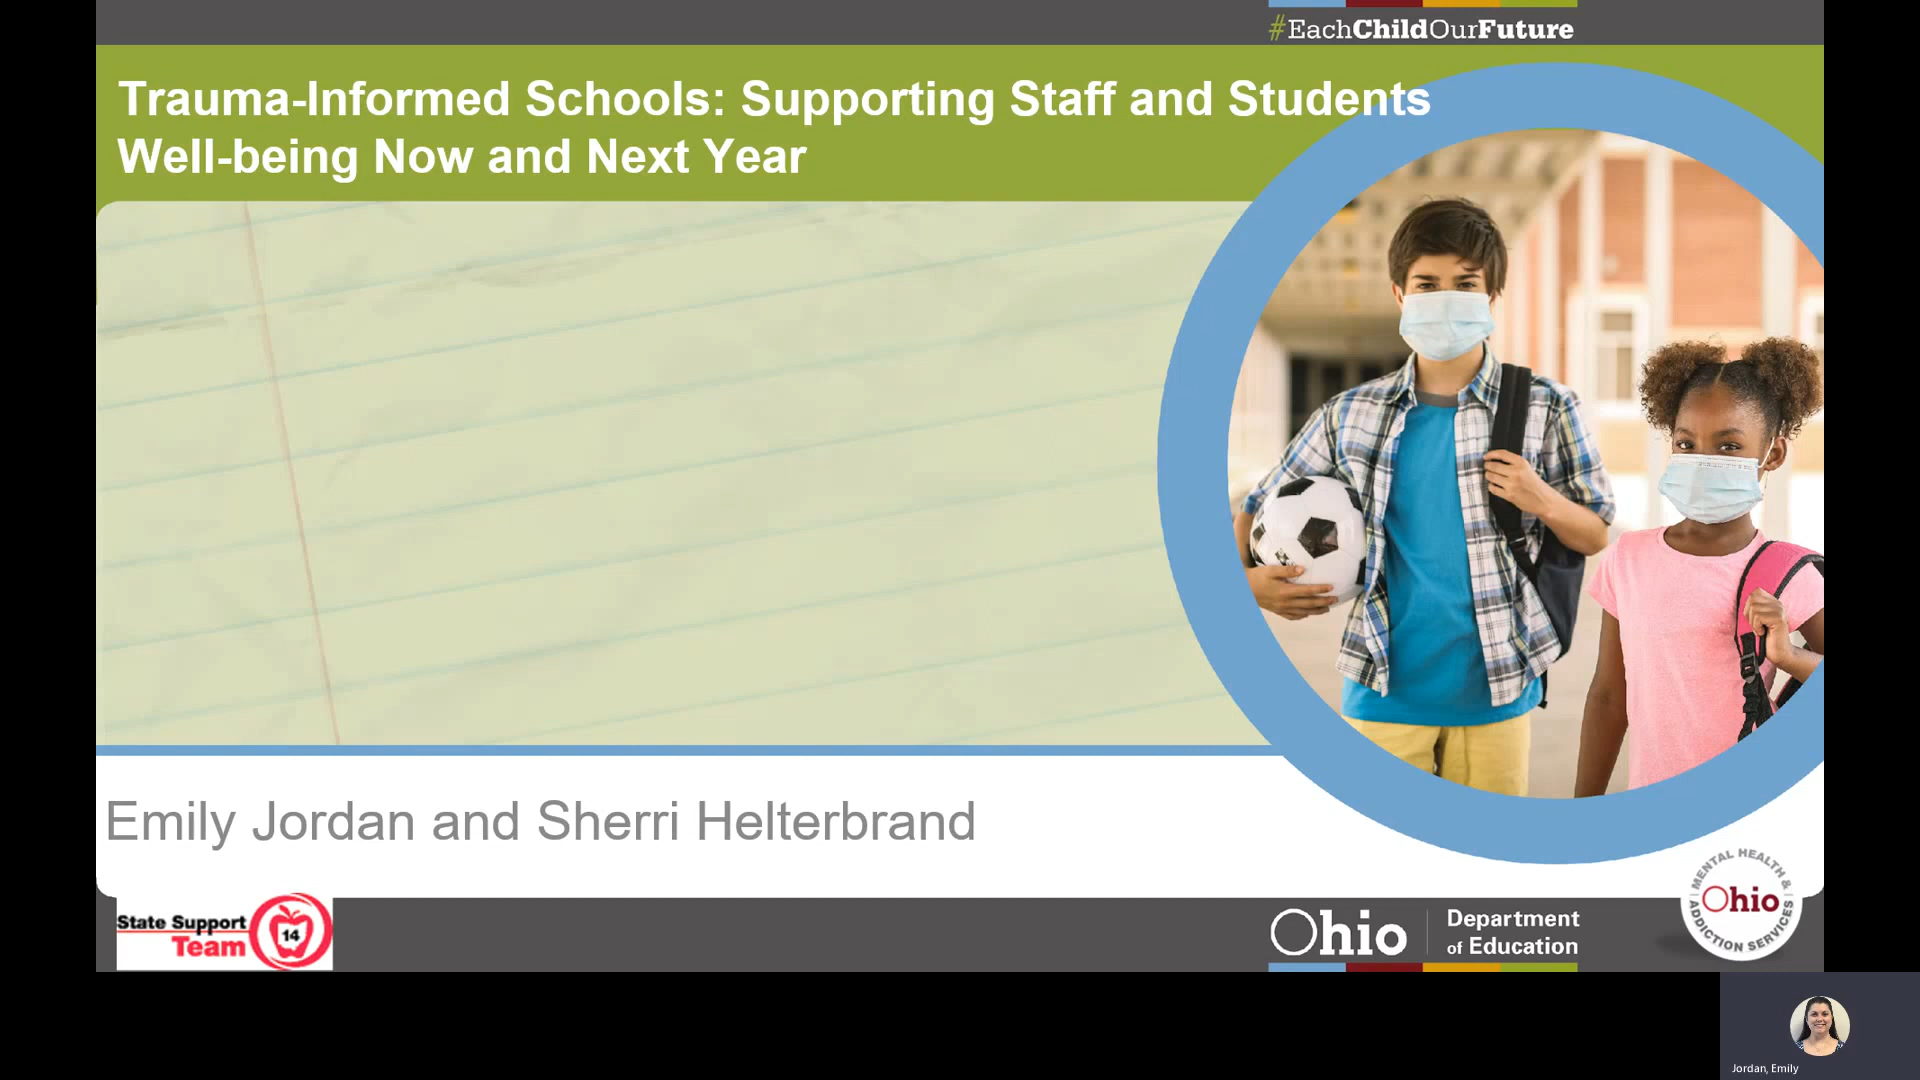 #EachChildOurFuture
Trauma-Informed Schools: Supporting Staff and Students
Well-being Now and Next Year
Emily Jordan and Sherri Helterbrand
State Support
Team
14
Ohio
Department
of Education
MENTAL HEALTH &
Ohio
ADDICTION SERVICES
Jordan, Emily